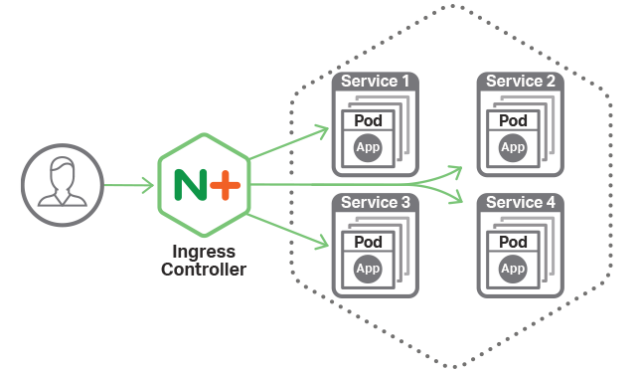 Service 1
Pod
App
Service 2
Pod
App
N+
Ingress
Controller
Service 3
Pod
App
Service 4
Pod
App